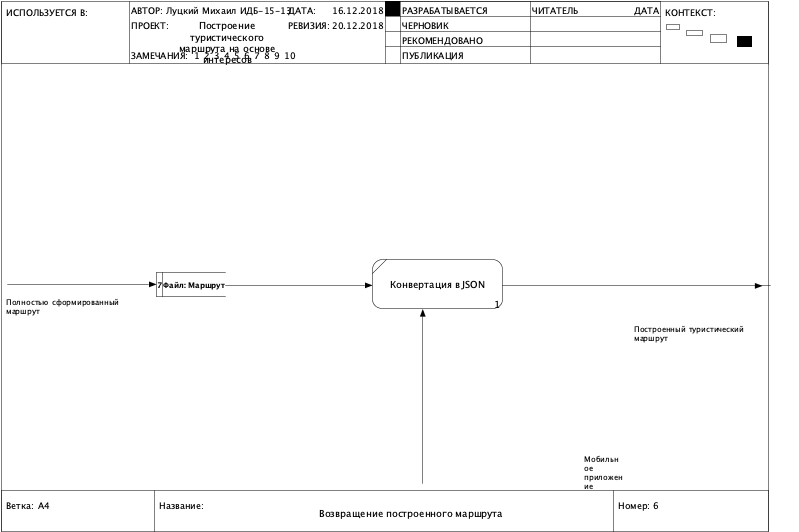 ИСПОЛЬЗУЕТСЯ В:
АВТОР: Луцкий Михаил ИДБ-15-13
ДАТА: 16.12.2018
ПРОЕКТ: Построение
туристического
маршрута на основе
интересов
РЕВИЗИЯ: 20.12.2018
ЗАМЕЧАНИЯ: 1 2 3 4 5 6 7 8 9 10
РАЗРАБАТЫВАЕТСЯ
ЧЕРНОВИК
РЕКОМЕНДОВАНО
ПУБЛИКАЦИЯ
ЧИТАТЕЛЬ ДАТА
КОНТЕКСТ:
Полностью сформированный
маршрут
7 Файл: Маршрут
Конвертация в JSON
1
Построенный туристический
маршрут
Мобильн
ое
приложен
ие
Ветка: A4
Название:
Возвращение построенного маршрута
Номер: 6